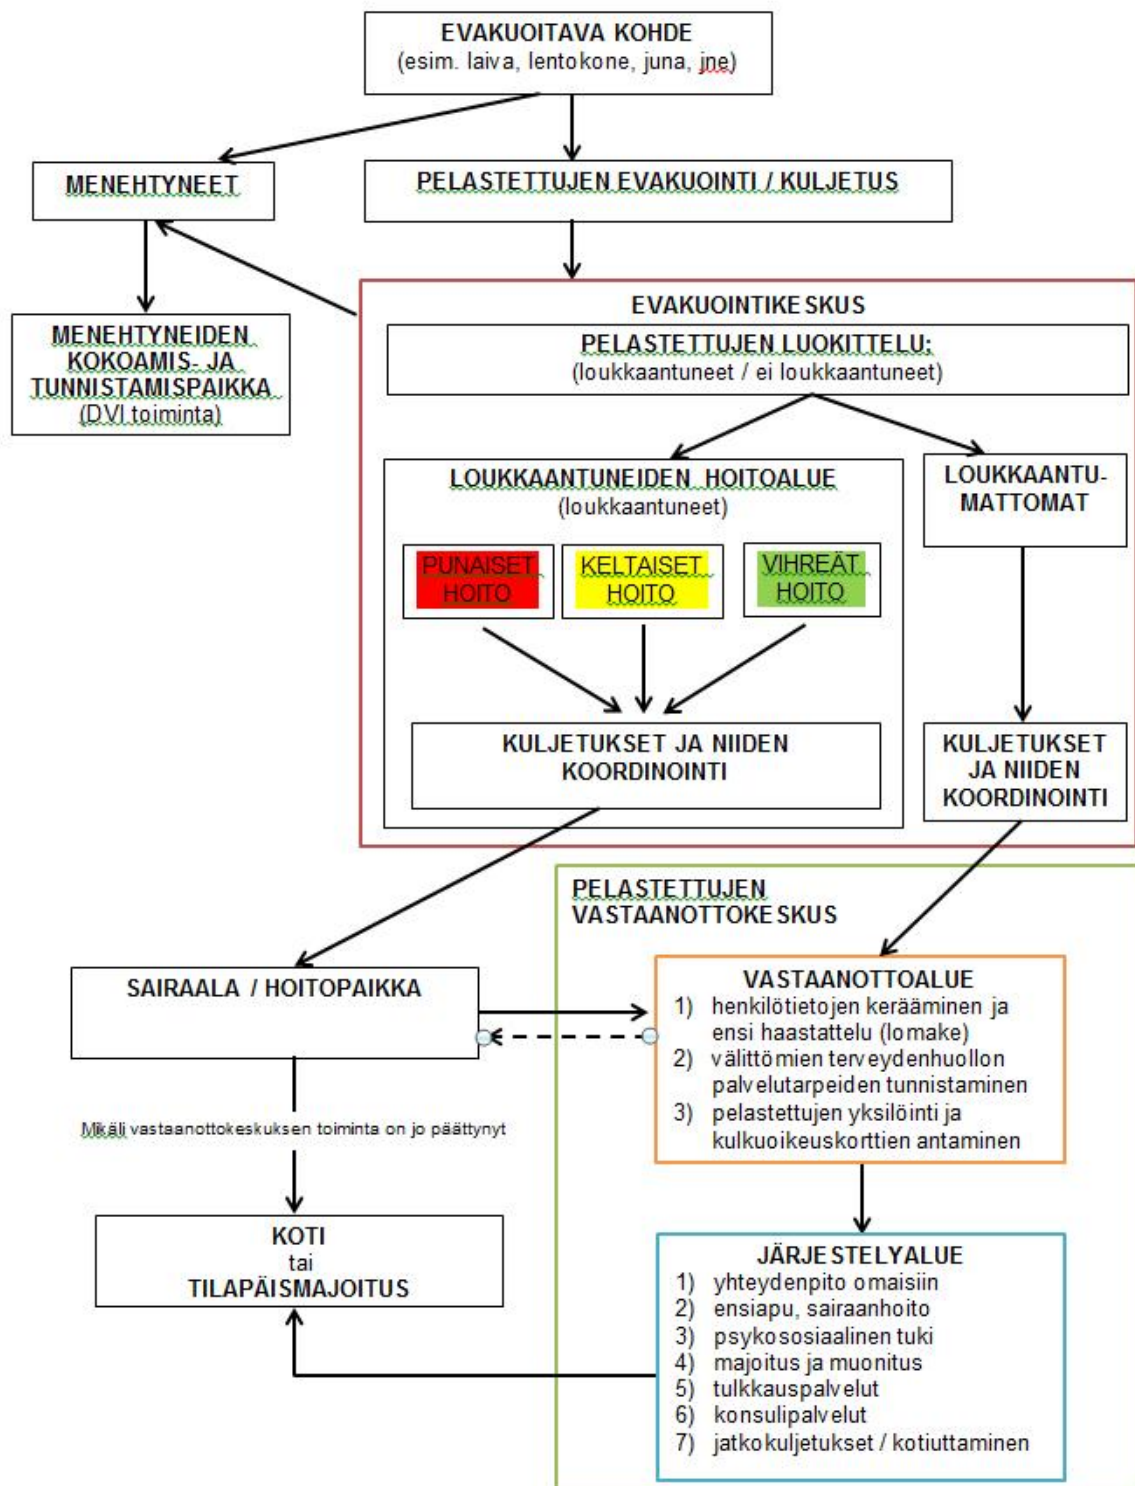 EVAKUOITAVA KOHDE
(esim. laiva, lentokone, juna, jne)
MENEHTYNEET
PELASTETTUJEN EVAKUOINTI / KULJETUS
MENEHTYNEIDEN
KOKOAMIS- JA
TUNNISTAMISPAIKKA
(DVI toiminta)
EVAKUOINTIKESKUS
PELASTETTUJEN LUOKITTELU:
(loukkaantuneet / ei loukkaantuneet)
LOUKKAANTUNEIDEN HOITOALUE
(loukkaantuneet)
LOUKKAANTU-
MATTOMAT
PUNAISET
HOITO
KELTAISET
HOITO
VIHREÄT
HOITO
KULJETUKSET JA NIIDEN
KOORDINOINTI
KULJETUKSET
JA NIIDEN
KOORDINOINTI
PELASTETTUJEN
VASTAANOTTOKESKUS
SAIRAALA / HOITOPAIKKA
VASTAANOTTOALUE
1) henkilötietojen kerääminen ja
ensi haastattelu (lomake)
2) välittömien terveydenhuollon
palvelutarpeiden tunnistaminen
3) pelastettujen yksilöinti ja
kulkuoikeuskorttien antaminen
Mikäli vastaanottokeskuksen toiminta on jo päättynyt
KOTI
tai
TILAPÄISMAJOITUS
JÄRJESTELYALUE
1) yhteydenpito omaisiin
2) ensiapu, sairaanhoito
3) psykososiaalinen tuki
4) majoitus ja muonitus
5) tulkkauspalvelut
6) konsulipalvelut
7) jatkokuljetukset / kotiuttaminen